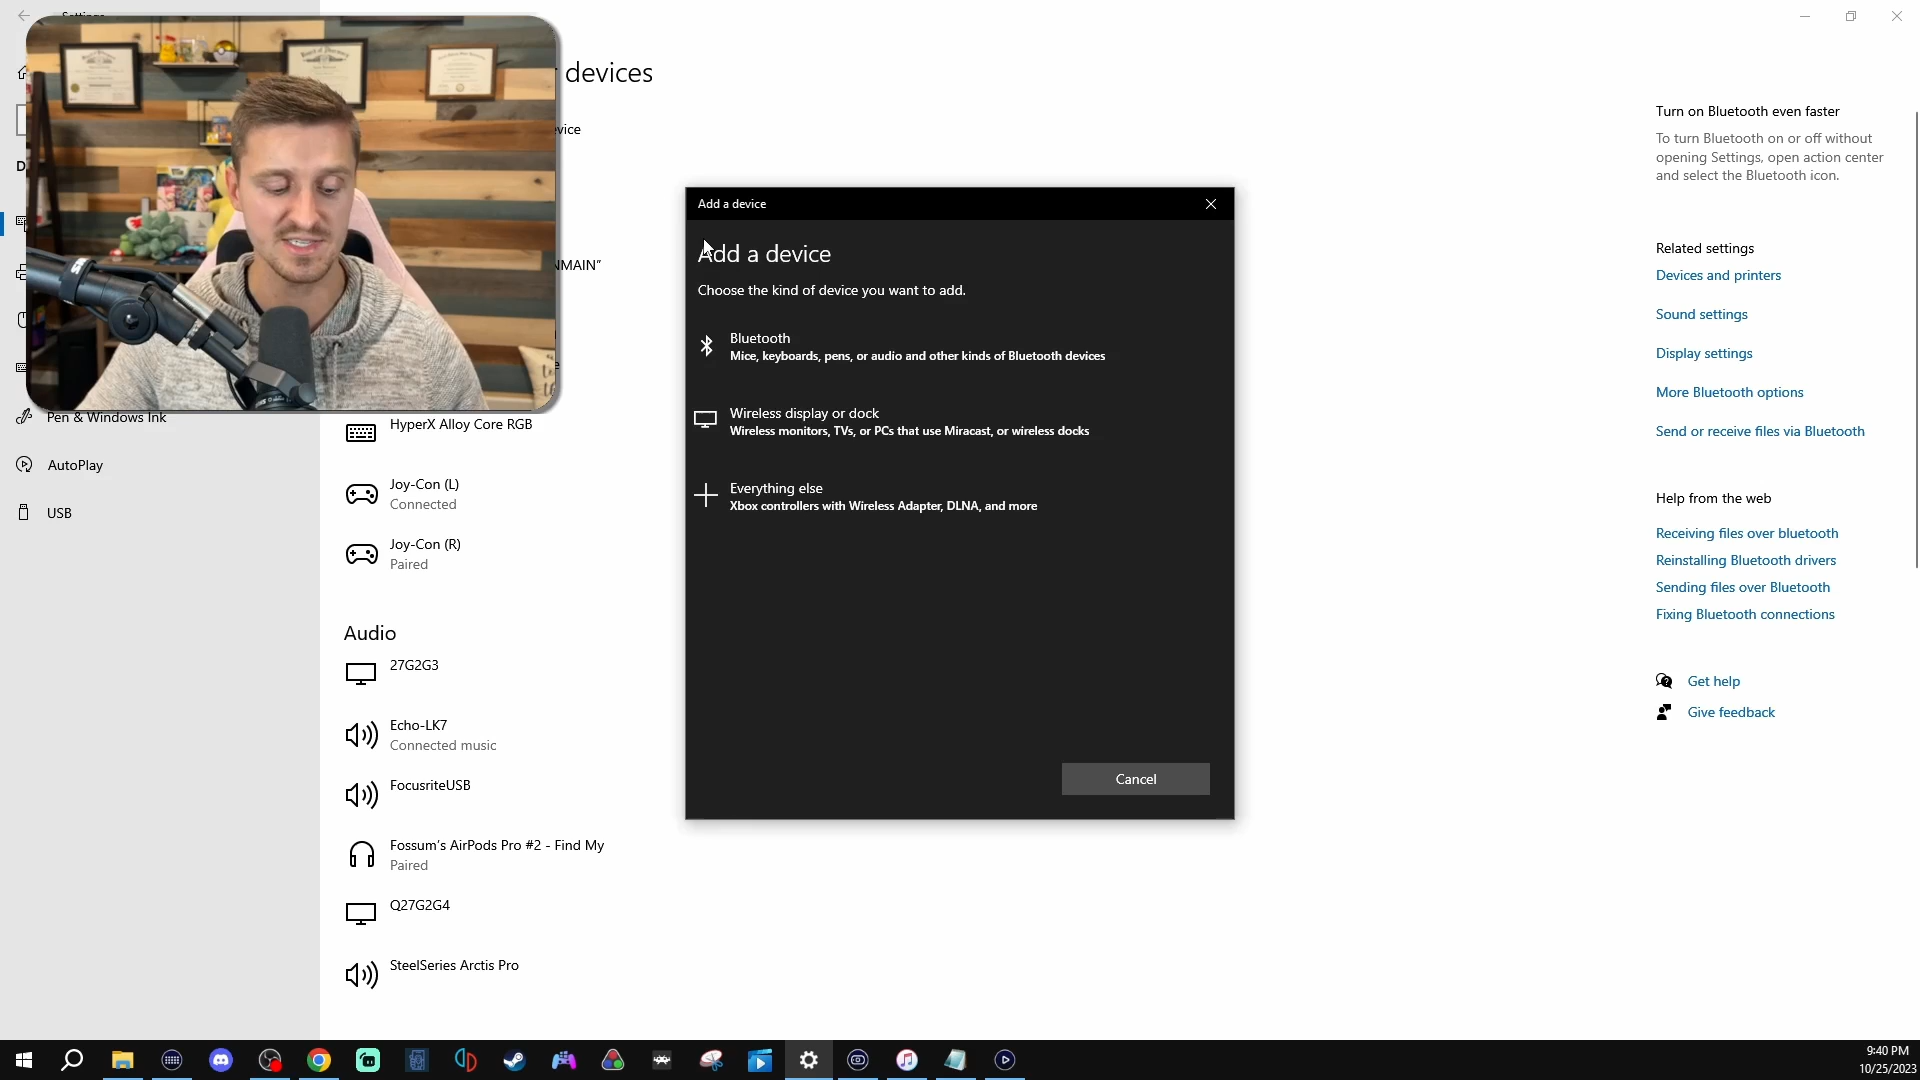 devices
Add a device
Add a device
Choose the kind of device you want to add.
Bluetooth
Mice, keyboards, pens, or audio and other kinds of Bluetooth devices
Wireless display or dock
Wireless monitors, TVs, or PCs that use Miracast, or wireless docks
Everything else
Xbox controllers with Wireless Adapter, DLNA, and more
Cancel
Pen & Windows Ink
AutoPlay
USB
HyperX Alloy Core RGB
Joy-Con (L)
Connected
Joy-Con (R)
Paired
Audio
27G2G3
Echo-LK7
Connected music
FocusriteUSB
Fossum's AirPods Pro #2 - Find My
Paired
Q27G2G4
SteelSeries Arctis Pro
Turn on Bluetooth even faster
To turn Bluetooth on or off without
opening Settings, open action center
and select the Bluetooth icon.
Related settings
Devices and printers
Sound settings
Display settings
More Bluetooth options
Send or receive files via Bluetooth
Help from the web
Receiving files over bluetooth
Reinstalling Bluetooth drivers
Sending files over Bluetooth
Fixing Bluetooth connections
Get help
Give feedback
9:40 PM
10/25/2023